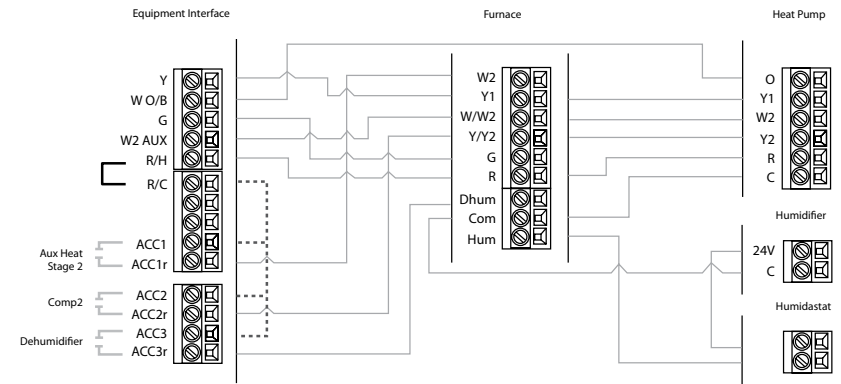 Equipment Interface
Furnace
Heat Pump
Y
W O/B
G
W2 AUX
R/H
R/C
ACC1
Aux Heat
Stage 2
ACC1r
ACC2
Comp2
ACC2r
ACC3
Dehumidifier
ACC3r
W2
Y1
W/W2
Y/Y2
G
R
Dhum
Com
Hum
O
Y1
W2
Y2
R
C
Humidifier
24V
C
Humidastat